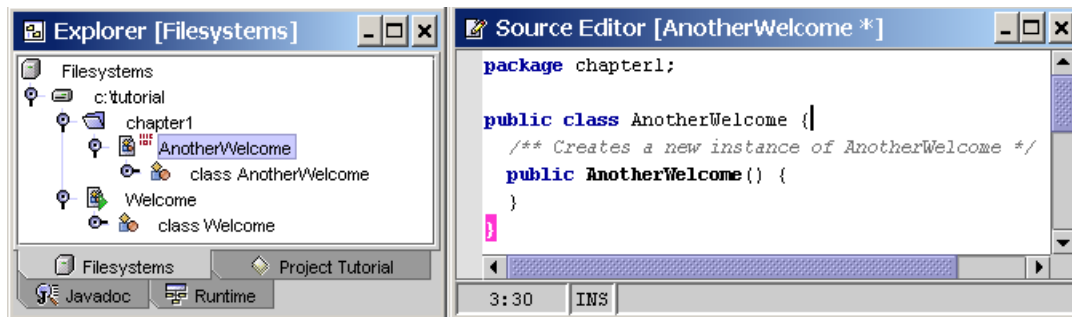 Explorer [Filesystems]
Filesystems
c:\tutorial
chapter1
AnotherWelcome
class AnotherWelcome
Welcome
class Welcome
Filesystems
Project Tutorial
Javadoc
Runtime
Source Editor [AnotherWelcome *]
package chapter1;
public class AnotherWelcome {
/** Creates a new instance of AnotherWelcome */
public AnotherWelcome() {
}
}
3:30
INS